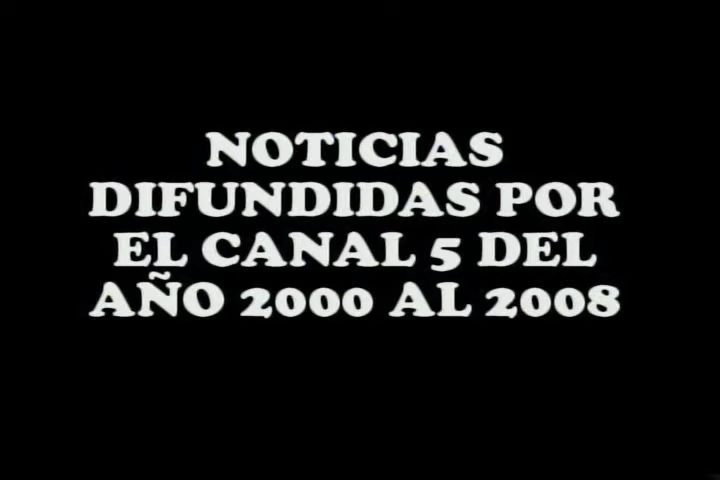 NOTICIAS
DIFUNDIDAS POR
EL CANAL 5 DEL
AÑO 2000 AL 2008